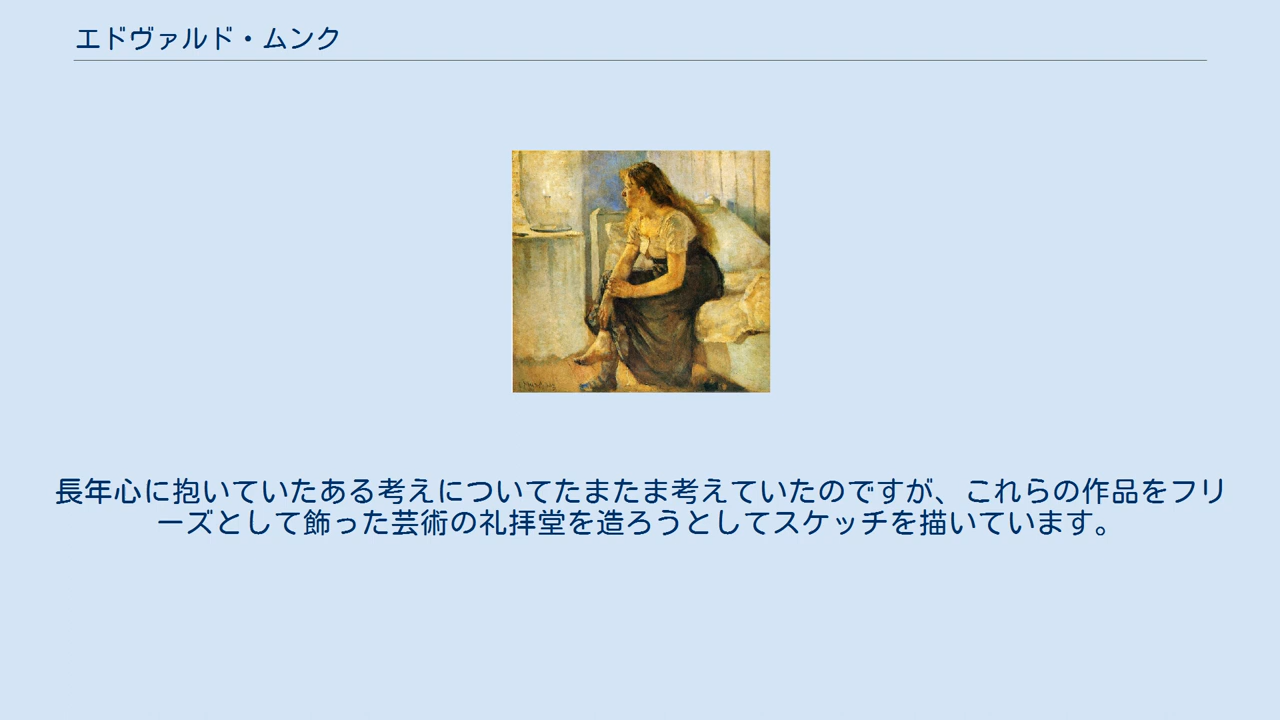 エドヴァルド・ムンク
長年心に抱いていたある考えについてたまたま考えていたのですが、これらの作品をフリ
ーズとして飾った芸術の礼拝堂を造ろうとしてスケッチを描いています。